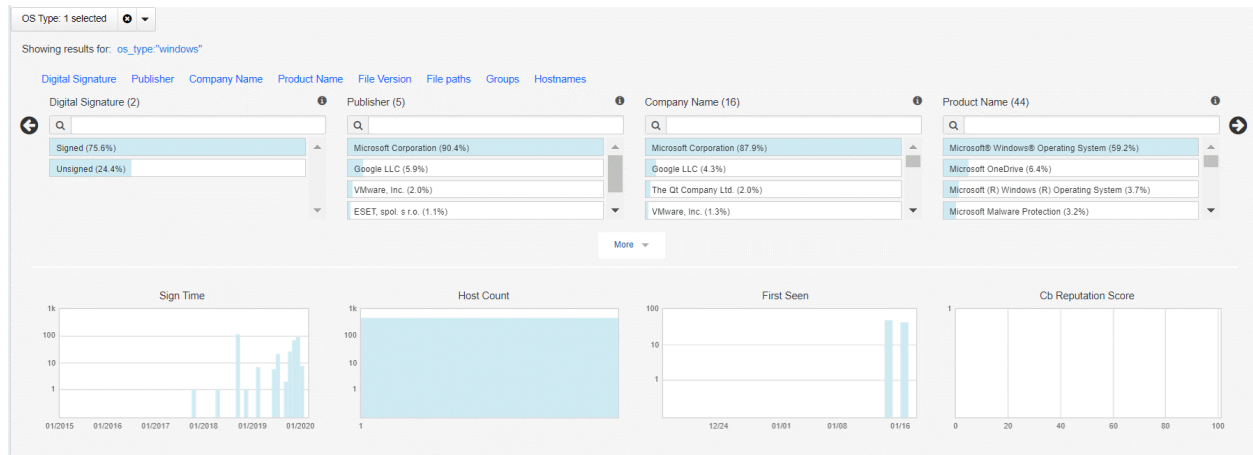 OS Type: 1 selected
Showing results for: os_type:"windows"
Digital Signature Publisher Company Name Product Name File Version File paths Groups Hostnames
Digital Signature (2)
Signed (75.6%)
Unsigned (24.4%)
Publisher (5)
Microsoft Corporation (90.4%)
Google LLC (5.9%)
VMware, Inc. (2.0%)
ESET, spol. s r.o. (1.1%)
Company Name (16)
Microsoft Corporation (87.9%)
Google LLC (4.3%)
The Qt Company Ltd. (2.0%)
VMware, Inc. (1.3%)
Product Name (44)
Microsoft® Windows® Operating System (59.2%)
Microsoft OneDrive (6.4%)
Microsoft (R) Windows (R) Operating System (3.7%)
Microsoft Malware Protection (3.2%)
More
Sign Time
1k
100
10
1
01/2015 01/2016 01/2017 01/2018 01/2019 01/2020
Host Count
1k
100
10
1
1
First Seen
100
10
1
12/24 01/01 01/08 01/16
Cb Reputation Score
1
0 20 40 60 80 100